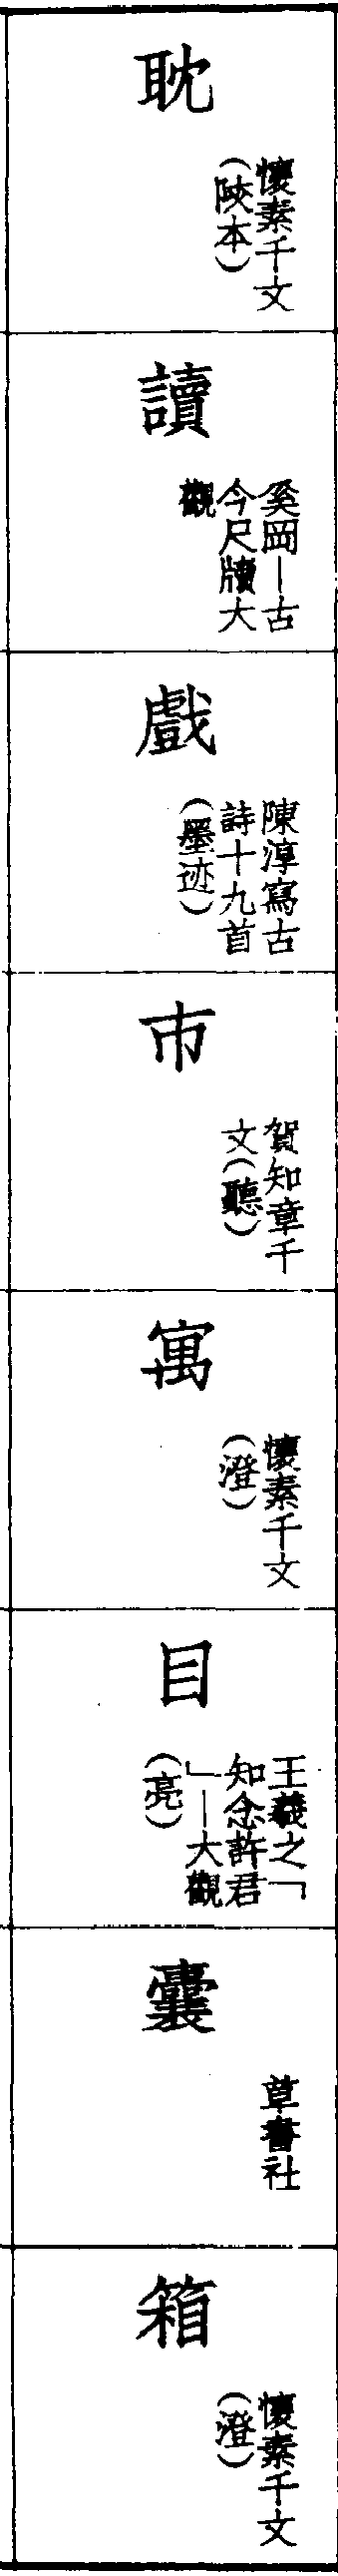 耽
懷素千文
（陝本）
讀
奚岡—古
今尺牘大
觀
戲
陳淳寫古
詩十九首
（墨迹）
市
賀知章千
文（聽）
寓
懷素千文
（澄）
目
王羲之「
知念許君
」—大觀
（亮）
囊
草書社
箱
懷素千文
（澄）